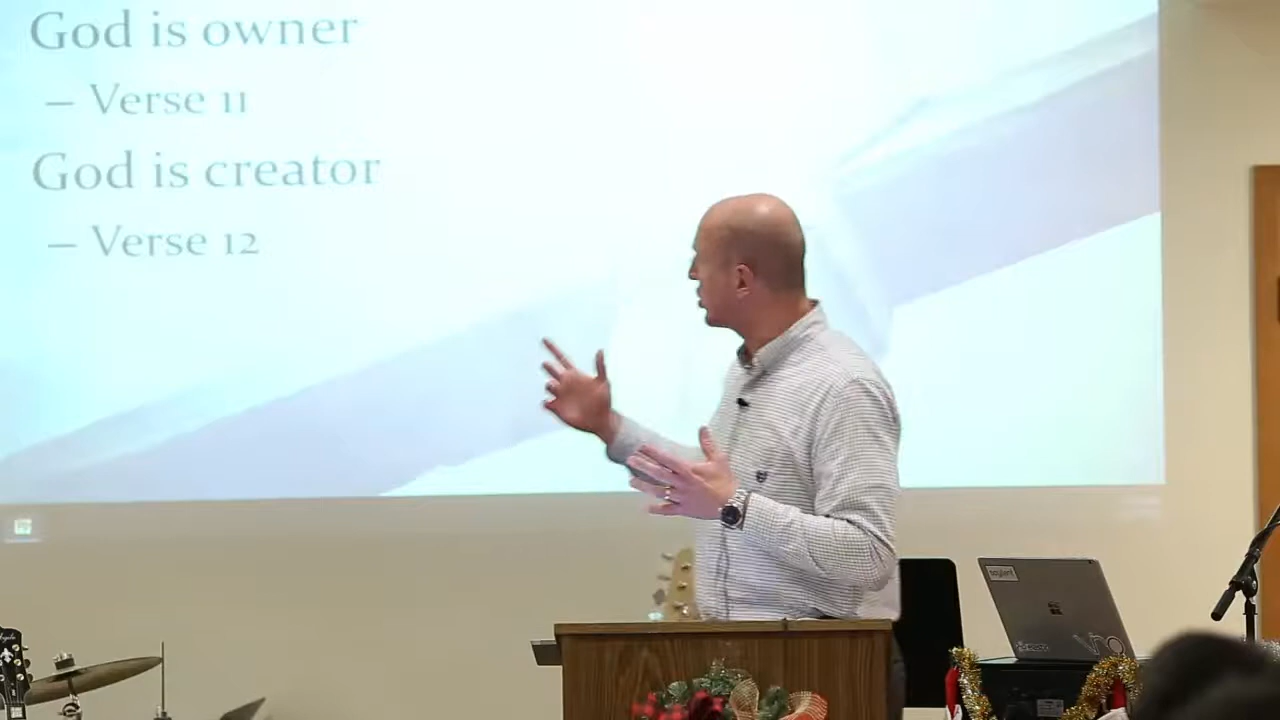 God is owner
– Verse 11
God is creator
– Verse 12